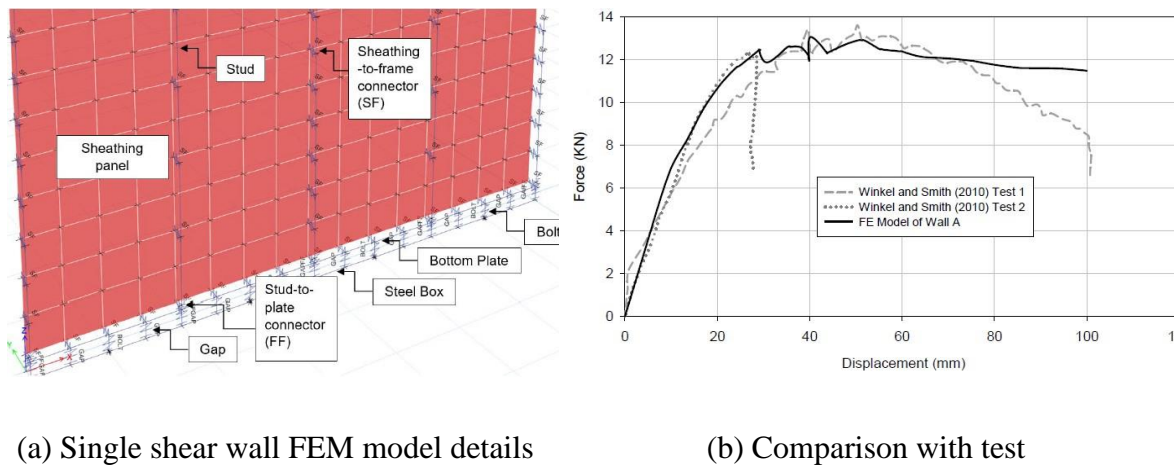 Stud
Sheathing
-to-frame
connector
(SF)
Sheathing
panel
Bolt
Bottom Plate
Steel Box
Stud-to-
plate
connector
(FF)
Gap
GAP
BOLT
Z
X
Y
Force (KN)
14
12
10
8
6
4
2
0
Winkel and Smith (2010) Test 1
Winkel and Smith (2010) Test 2
FE Model of Wall A
0 20 40 60 80 100
Displacement (mm)
(a) Single shear wall FEM model details
(b) Comparison with test